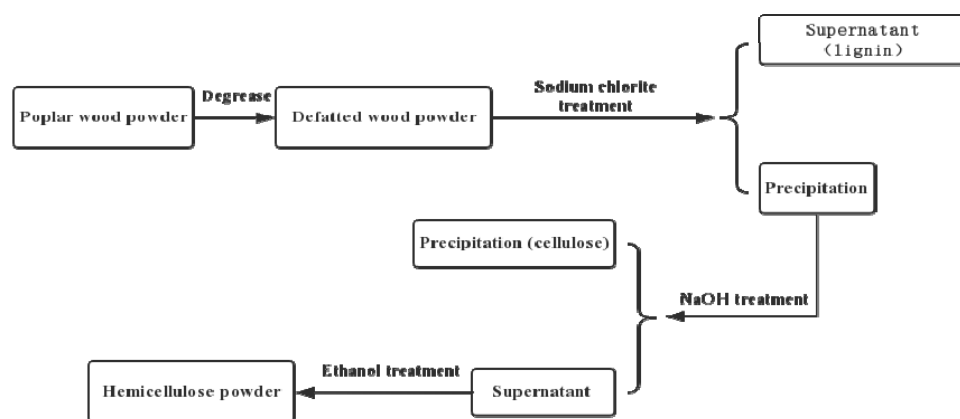 Supernatant
(lignin)
Degrease
Sodium chlorite
treatment
Poplar wood powder
Defatted wood powder
Precipitation
Precipitation (cellulose)
NaOH treatment
Ethanol treatment
Hemicellulose powder
Supernatant